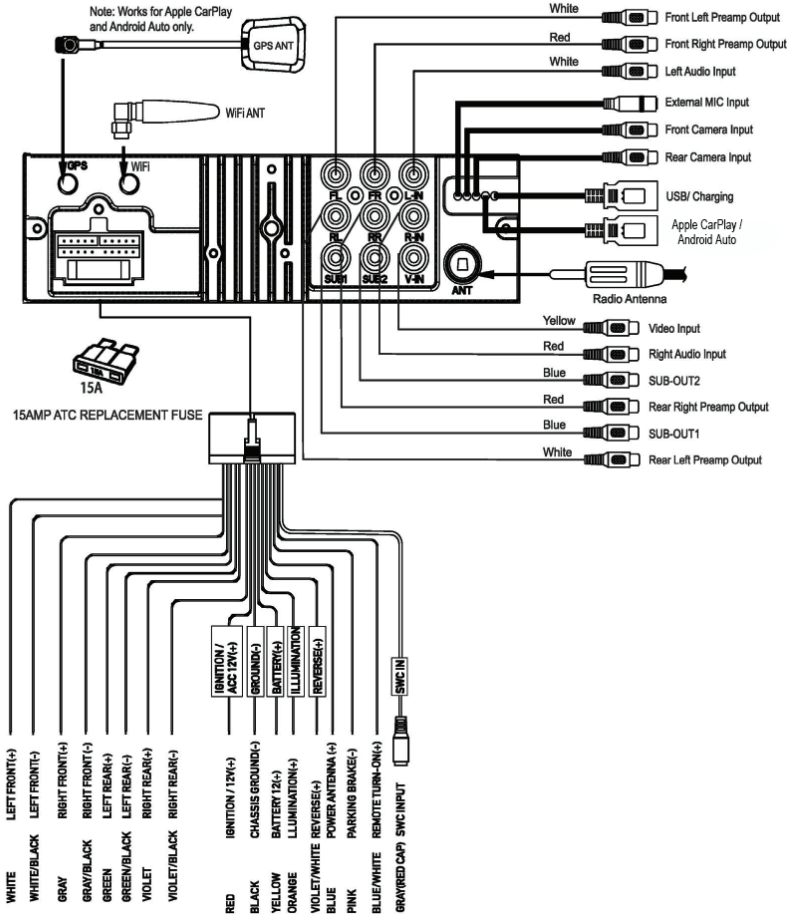 Note: Works for Apple CarPlay
and Android Auto only.
GPS ANT
WiFi ANT
GPS
WiFi
White
Front Left Preamp Output
Red
Front Right Preamp Output
White
Left Audio Input
External MIC Input
Front Camera Input
Rear Camera Input
USB/ Charging
Apple CarPlay /
Android Auto
Radio Antenna
FL
FR
L-IN
RL
RR
R-IN
SUB1
SUB2
V-IN
ANT
Yellow
Video Input
Red
Right Audio Input
Blue
SUB-OUT2
Red
Rear Right Preamp Output
Blue
SUB-OUT1
White
Rear Left Preamp Output
15A
15A
15AMP ATC REPLACEMENT FUSE
IGNITION /
ACC 12V(+)
GROUND(-)
BATTERY(+)
ILLUMINATION
REVERSE(+)
SWC IN
WHITE LEFT FRONT(+)
WHITE/BLACK LEFT FRONT(-)
GRAY RIGHT FRONT(+)
GRAY/BLACK RIGHT FRONT(-)
GREEN LEFT REAR(+)
GREEN/BLACK LEFT REAR(-)
VIOLET RIGHT REAR(+)
VIOLET/BLACK RIGHT REAR(-)
RED IGNITION / 12V(+)
BLACK CHASSIS GROUND(-)
YELLOW BATTERY 12(+)
ORANGE LLUMINATION(+)
VIOLET/WHITE REVERSE(+)
BLUE POWER ANTENNA (+)
PINK PARKING BRAKE(-)
BLUE/WHITE REMOTE TURN-ON(+)
GRAY(RED CAP) SWC INPUT